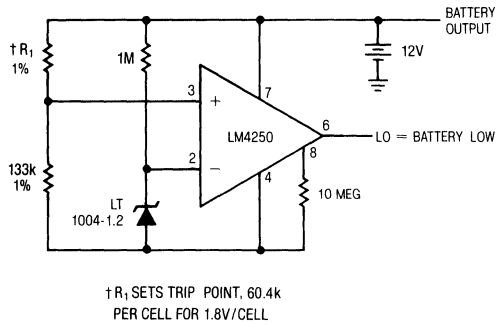 BATTERY
OUTPUT
† R1
1%
1M
12V
3
+
7
LM4250
6
LO = BATTERY LOW
8
2
−
4
133k
1%
LT
1004-1.2
10 MEG
† R1 SETS TRIP POINT, 60.4k
PER CELL FOR 1.8V/CELL